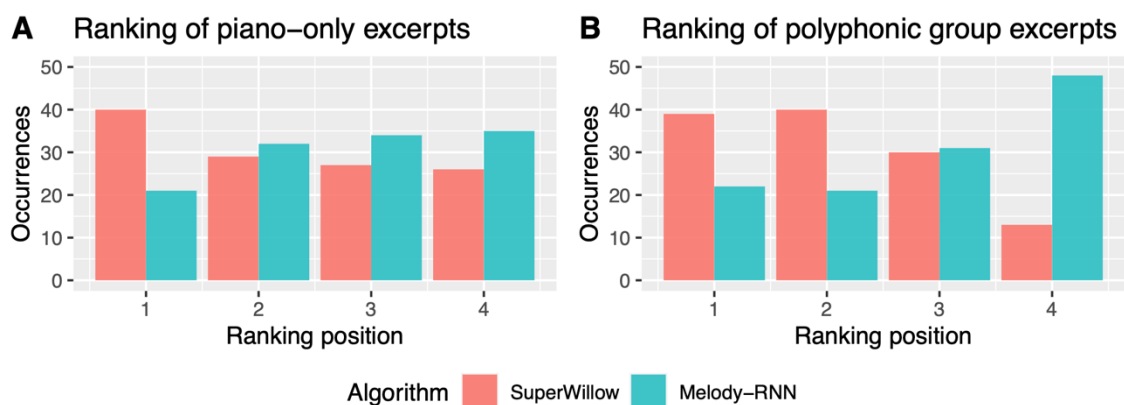 A Ranking of piano-only excerpts
50
40
30
20
10
0
Occurrences
1 2 3 4
Ranking position
B Ranking of polyphonic group excerpts
50
40
30
20
10
0
Occurrences
1 2 3 4
Ranking position
Algorithm SuperWillow Melody-RNN